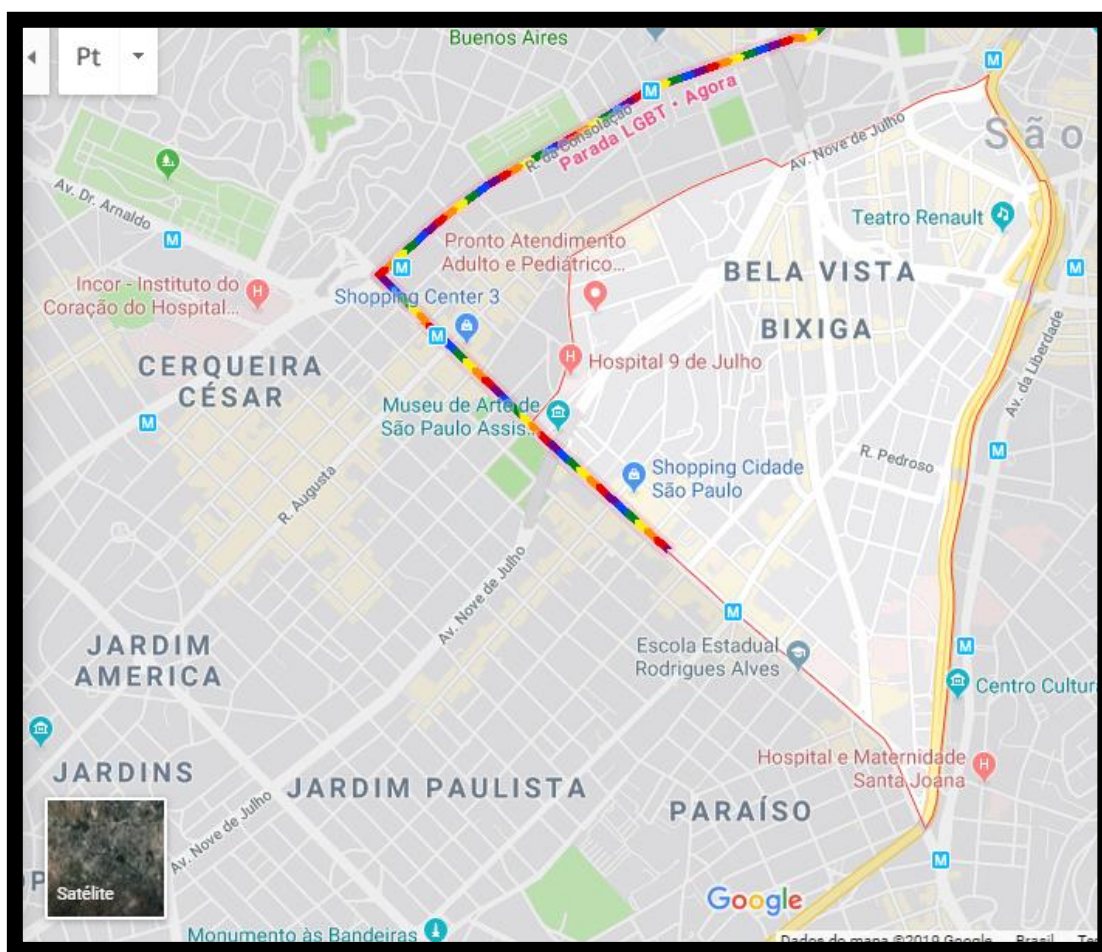 Pt
Buenos Aires
Parada LGBT • Agora
R. da Consolação
Av. Nove de Julho
São
Av. Dr. Arnaldo
Teatro Renault
Pronto Atendimento
Adulto e Pediátrico...
Incor - Instituto do
Coração do Hospital...
Shopping Center 3
BELA VISTA
BIXIGA
Av. da Liberdade
CERQUEIRA
CÉSAR
Hospital 9 de Julho
Museu de Arte de
São Paulo Assis...
R. Augusta
Shopping Cidade
São Paulo
R. Pedroso
Av. Nove de Julho
JARDIM
AMERICA
Escola Estadual
Rodrigues Alves
Centro Cultur
JARDINS
JARDIM PAULISTA
Hospital e Maternidade
Santa Joana
PARAÍSO
Av. Nove de Julho
Satélite
Google
Monumento às Bandeiras
Dados do mapa ©2019 Google Brasil Te
M
M
M
M
M
M
M
M
M
M
M
H
H
H